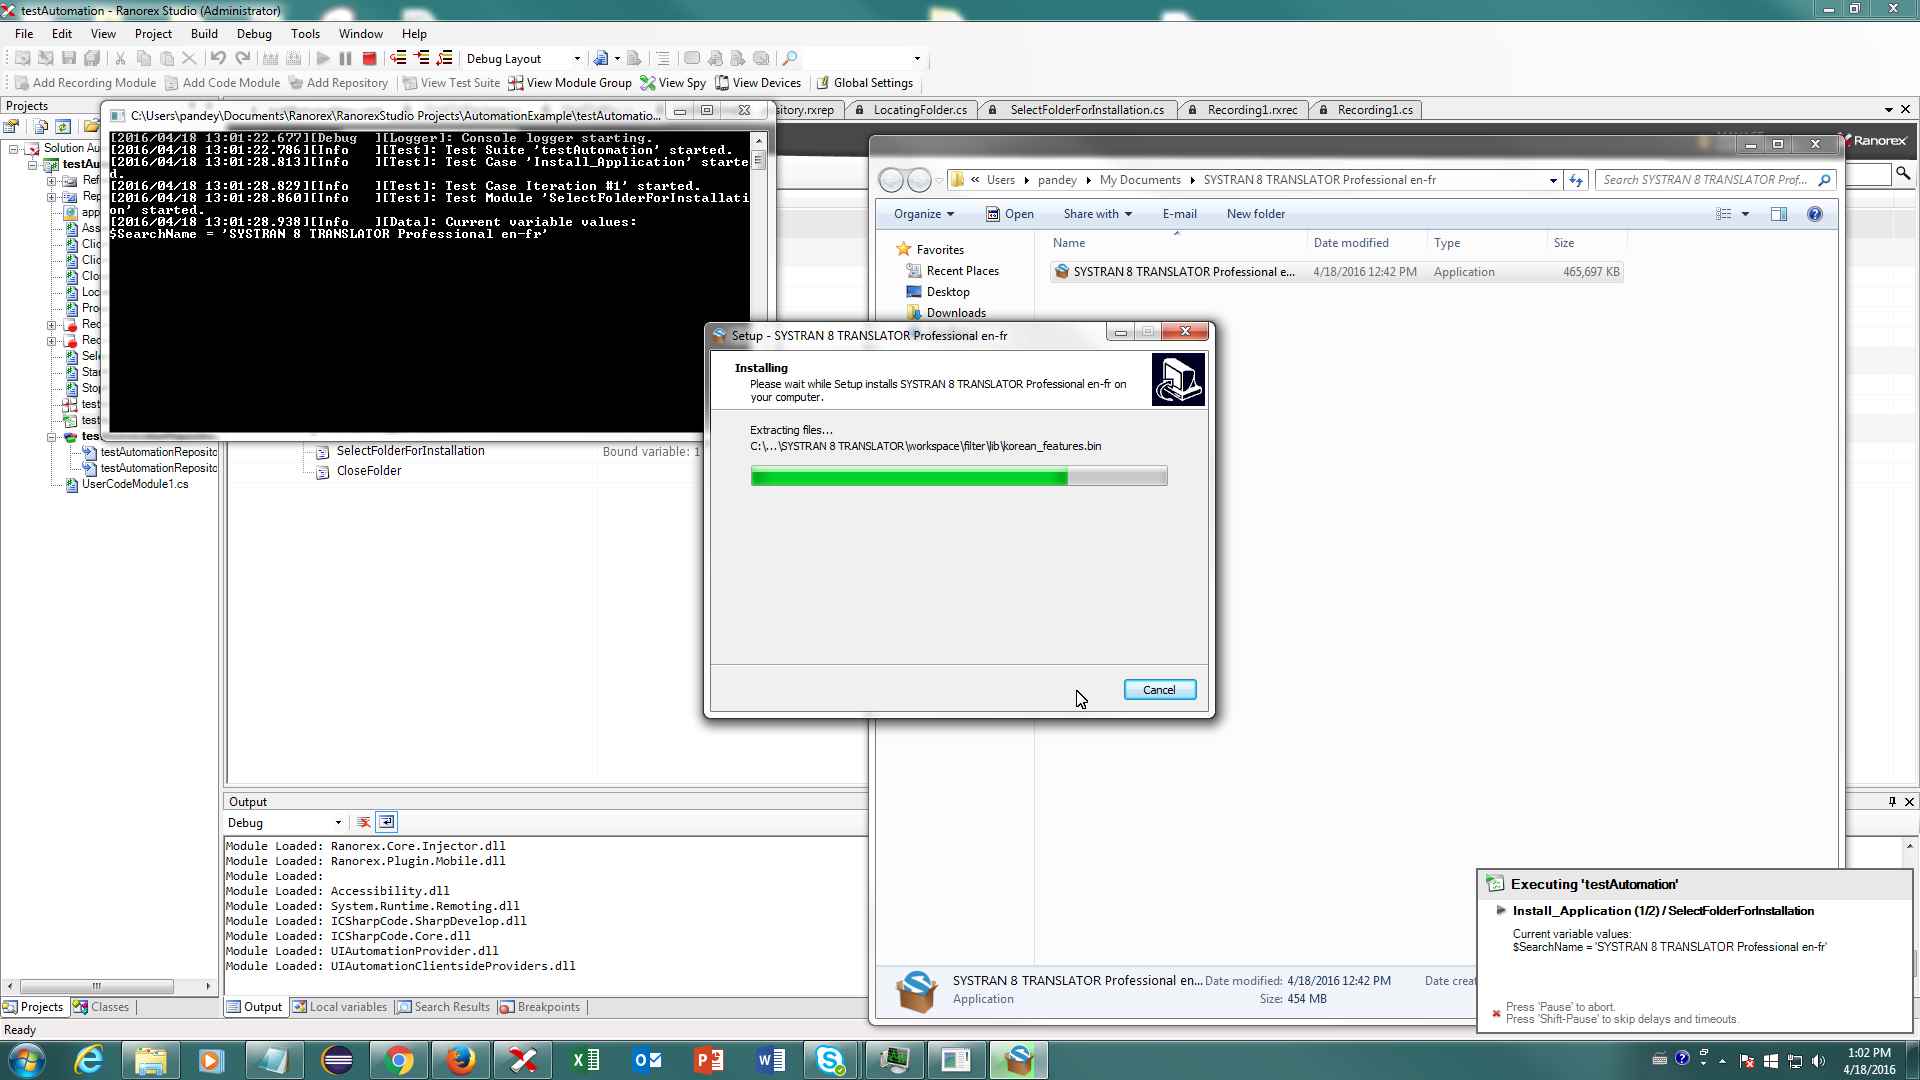 testAutomation - Ranorex Studio (Administrator)
File Edit View Project Build Debug Tools Window Help
Debug Layout
Add Recording Module Add Code Module Add Repository View Test Suite View Module Group View Spy View Devices Global Settings
Projects
Solution Au
testAu
Ref
Rep
app
Ass
Clic
Clic
Clo
Loc
Pro
Rec
Rec
Sel
Star
Stop
test
test
test
testAutomationReposito
testAutomationReposito
UserCodeModule1.cs
C:\Users\pandey\Documents\Ranorex\RanorexStudio Projects\AutomationExample\testAutomatio...
[2016/04/18 13:01:22.677][Debug ][Logger]: Console logger starting.
[2016/04/18 13:01:22.786][Info ][Test]: Test Suite 'testAutomation' started.
[2016/04/18 13:01:28.813][Info ][Test]: Test Case 'Install_Application' starte
d.
[2016/04/18 13:01:28.829][Info ][Test]: Test Case Iteration #1' started.
[2016/04/18 13:01:28.860][Info ][Test]: Test Module 'SelectFolderForInstallati
on' started.
[2016/04/18 13:01:28.938][Info ][Data]: Current variable values:
$SearchName = 'SYSTRAN 8 TRANSLATOR Professional en-fr'
sitory.rxrep LocatingFolder.cs SelectFolderForInstallation.cs Recording1.rxrec Recording1.cs
Ranorex
« Users pandey My Documents SYSTRAN 8 TRANSLATOR Professional en-fr
Search SYSTRAN 8 TRANSLATOR Prof...
Organize Open Share with E-mail New folder
Favorites
Recent Places
Desktop
Downloads
Name Date modified Type Size
SYSTRAN 8 TRANSLATOR Professional e... 4/18/2016 12:42 PM Application 465,697 KB
Setup - SYSTRAN 8 TRANSLATOR Professional en-fr
Installing
Please wait while Setup installs SYSTRAN 8 TRANSLATOR Professional en-fr on
your computer.
Extracting files...
C:\...\SYSTRAN 8 TRANSLATOR\workspace\filter\lib\korean_features.bin
Cancel
SelectFolderForInstallation Bound variable: 1
CloseFolder
Output
Debug
Module Loaded: Ranorex.Core.Injector.dll
Module Loaded: Ranorex.Plugin.Mobile.dll
Module Loaded:
Module Loaded: Accessibility.dll
Module Loaded: System.Runtime.Remoting.dll
Module Loaded: ICSharpCode.SharpDevelop.dll
Module Loaded: ICSharpCode.Core.dll
Module Loaded: UIAutomationProvider.dll
Module Loaded: UIAutomationClientsideProviders.dll
SYSTRAN 8 TRANSLATOR Professional en... Date modified: 4/18/2016 12:42 PM Date creat
Application Size: 454 MB
Executing 'testAutomation'
Install_Application (1/2) / SelectFolderForInstallation
Current variable values:
$SearchName = 'SYSTRAN 8 TRANSLATOR Professional en-fr'
Press 'Pause' to abort.
Press 'Shift-Pause' to skip delays and timeouts.
Projects Classes
Output Local variables Search Results Breakpoints
Ready
1:02 PM
4/18/2016